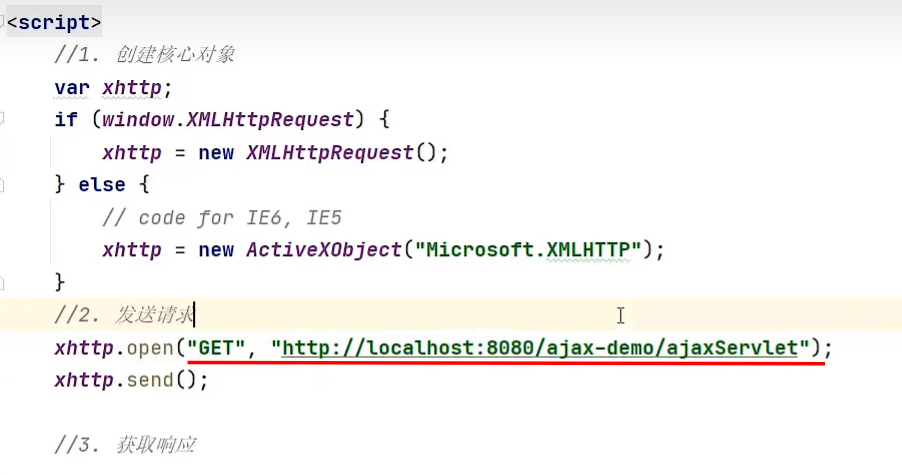 <script>
//1. 创建核心对象
var xhttp;
if (window.XMLHttpRequest) {
xhttp = new XMLHttpRequest();
} else {
// code for IE6, IE5
xhttp = new ActiveXObject("Microsoft.XMLHTTP");
}
//2. 发送请求
xhttp.open("GET", "http://localhost:8080/ajax-demo/ajaxServlet");
xhttp.send();
//3. 获取响应